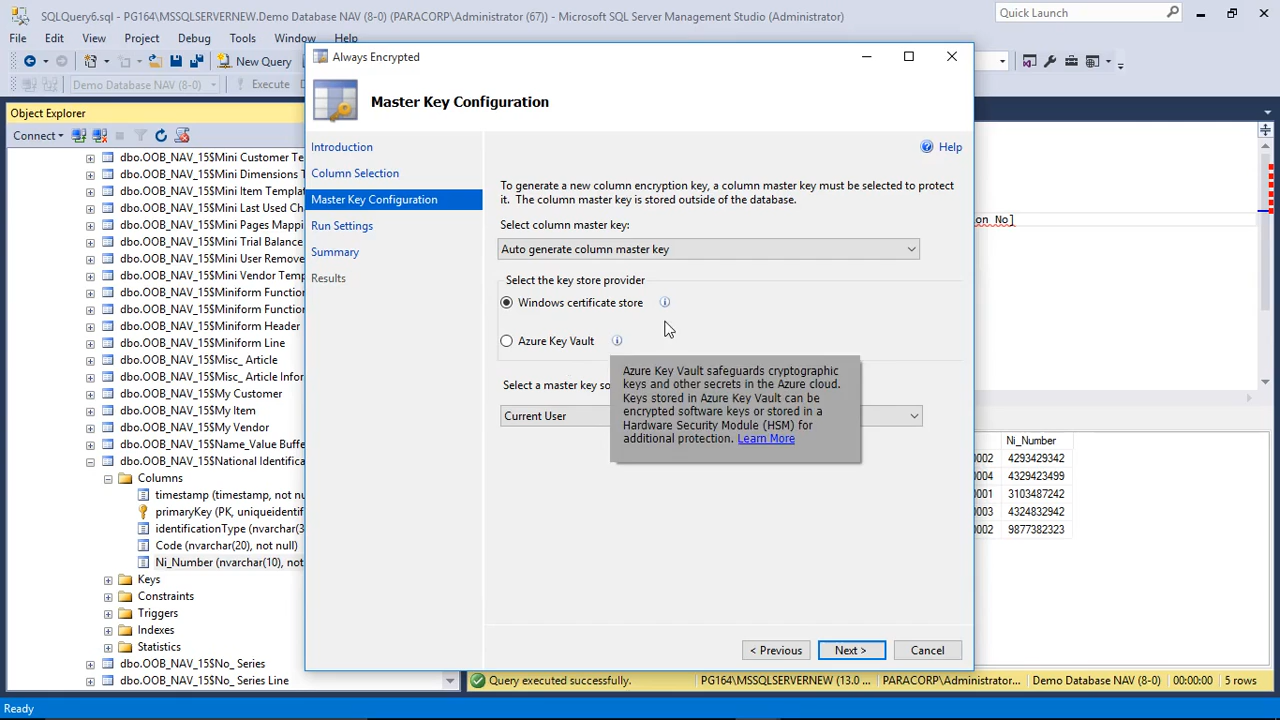 SQLQuery6.sql - PG164\MSSQLSERVERNEW.Demo Database NAV (8-0) (PARACORP\Administrator (67)) - Microsoft SQL Server Management Studio (Administrator)
Quick Launch
File Edit View Project Debug Tools Window Help
New Query
Demo Database NAV (8-0)
Execute
Object Explorer
Connect
dbo.OOB_NAV_15$Mini Customer Te
dbo.OOB_NAV_15$Mini Dimensions T
dbo.OOB_NAV_15$Mini Item Templat
dbo.OOB_NAV_15$Mini Last Used Ch
dbo.OOB_NAV_15$Mini Pages Mappi
dbo.OOB_NAV_15$Mini Trial Balance
dbo.OOB_NAV_15$Mini User Remove
dbo.OOB_NAV_15$Mini Vendor Temp
dbo.OOB_NAV_15$Miniform Functior
dbo.OOB_NAV_15$Miniform Functior
dbo.OOB_NAV_15$Miniform Header
dbo.OOB_NAV_15$Miniform Line
dbo.OOB_NAV_15$Misc_ Article
dbo.OOB_NAV_15$Misc_ Article Infor
dbo.OOB_NAV_15$My Customer
dbo.OOB_NAV_15$My Item
dbo.OOB_NAV_15$My Vendor
dbo.OOB_NAV_15$Name_Value Buffe
dbo.OOB_NAV_15$National Identifica
Columns
timestamp (timestamp, not nu
primaryKey (PK, uniqueidentif
identificationType (nvarchar(3
Code (nvarchar(20), not null)
Ni_Number (nvarchar(10), not
Keys
Constraints
Triggers
Indexes
Statistics
dbo.OOB_NAV_15$No_ Series
dbo.OOB_NAV_15$No_ Series Line
Always Encrypted
Master Key Configuration
Introduction
Column Selection
Master Key Configuration
Run Settings
Summary
Results
Help
To generate a new column encryption key, a column master key must be selected to protect
it. The column master key is stored outside of the database.
Select column master key:
Auto generate column master key
Select the key store provider
Windows certificate store
Azure Key Vault
Select a master key so
Current User
Azure Key Vault safeguards cryptographic
keys and other secrets in the Azure cloud.
Keys stored in Azure Key Vault can be
encrypted software keys or stored in a
Hardware Security Module (HSM) for
additional protection. Learn More
< Previous
Next >
Cancel
on No]
Ni_Number
0002 4293429342
0004 4329423499
0001 3103487242
0003 4324832942
0002 9877382323
Query executed successfully.
PG164\MSSQLSERVERNEW (13.0 ...
PARACORP\Administrator...
Demo Database NAV (8-0)
00:00:00
5 rows
Ready